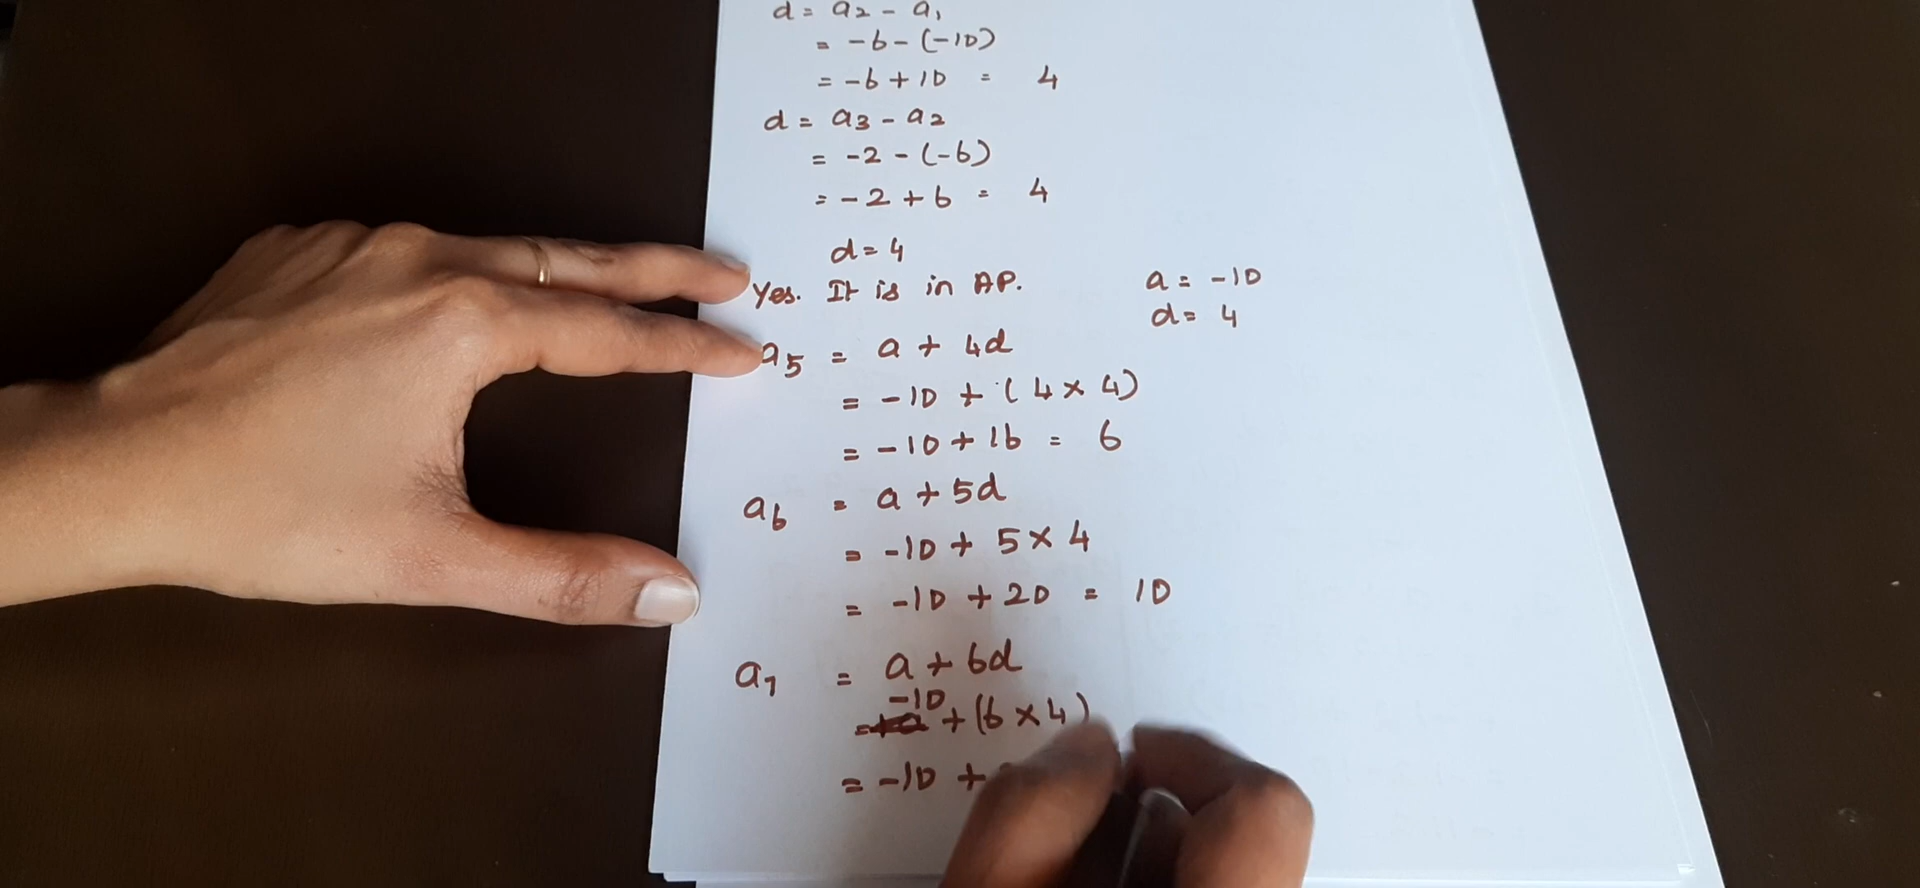 d = a₂ - a₁
= -6 - (-10)
= -6 + 10 = 4
d = a₃ - a₂
= -2 - (-6)
= -2 + 6 = 4
d = 4
Yes. It is in AP.
a = -10
d = 4
a₅ = a + 4d
= -10 + (4 × 4)
= -10 + 16 = 6
a₆ = a + 5d
= -10 + 5 × 4
= -10 + 20 = 10
a₇ = a + 6d
= -10 + (6 × 4)
= -10 +